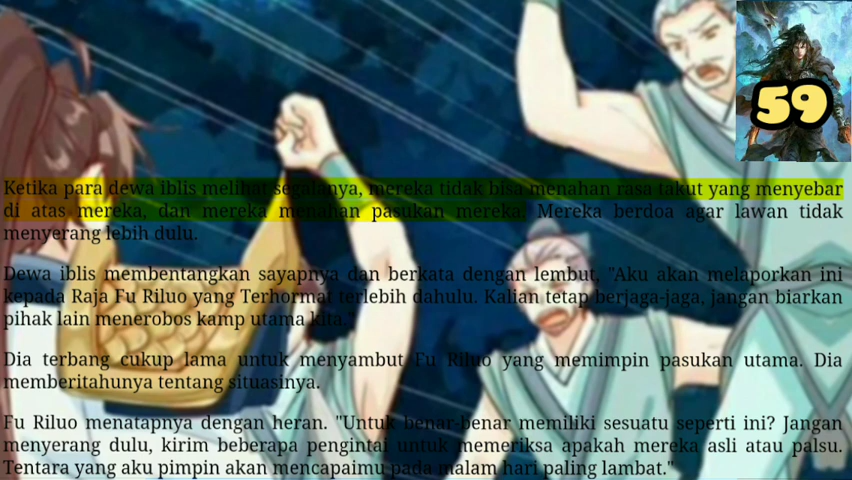 59
Ketika para dewa iblis melihat segalanya, mereka tidak bisa menahan rasa takut yang menyebar
di atas mereka, dan mereka menahan pasukan mereka. Mereka berdoa agar lawan tidak
menyerang lebih dulu.
Dewa iblis membentangkan sayapnya dan berkata dengan lembut, "Aku akan melaporkan ini
kepada Raja Fu Riluo yang Terhormat terlebih dahulu. Kalian tetap berjaga-jaga, jangan biarkan
pihak lain menerobos kamp utama kita."
Dia terbang cukup lama untuk menyambut Fu Riluo yang memimpin pasukan utama. Dia
memberitahunya tentang situasinya.
Fu Riluo menatapnya dengan heran. "Untuk benar-benar memiliki sesuatu seperti ini? Jangan
menyerang dulu, kirim beberapa pengintai untuk memeriksa apakah mereka asli atau palsu.
Tentara yang aku pimpin akan mencapaimu pada malam hari paling lambat."